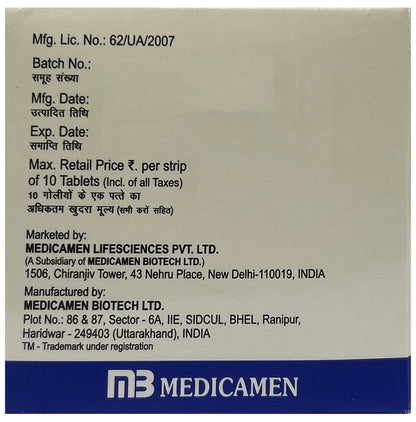 Mfg. Lic. No.: 62/UA/2007
Batch No.:
समूह संख्या
Mfg. Date:
उत्पादित तिथि
Exp. Date:
समाप्ति तिथि
Max. Retail Price ₹. per strip
of 10 Tablets (Incl. of all Taxes)
10 गोलीयों के एक पत्ते का
अधिकतम खुदरा मूल्य (सभी करों सहित)
Marketed by:
MEDICAMEN LIFESCIENCES PVT. LTD.
(A Subsidiary of MEDICAMEN BIOTECH LTD.)
1506, Chiranjiv Tower, 43 Nehru Place, New Delhi-110019, INDIA
Manufactured by:
MEDICAMEN BIOTECH LTD.
Plot No.: 86 & 87, Sector - 6A, IIE, SIDCUL, BHEL, Ranipur,
Haridwar - 249403 (Uttarakhand), INDIA
TM - Trademark under registration
MB MEDICAMEN